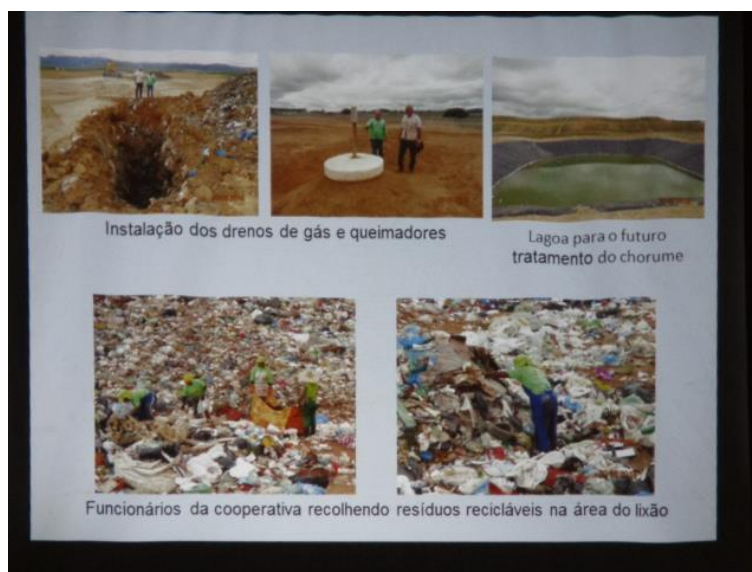 Instalação dos drenos de gás e queimadores
Lagoa para o futuro
tratamento do chorume
Funcionários da cooperativa recolhendo resíduos recicláveis na área do lixão